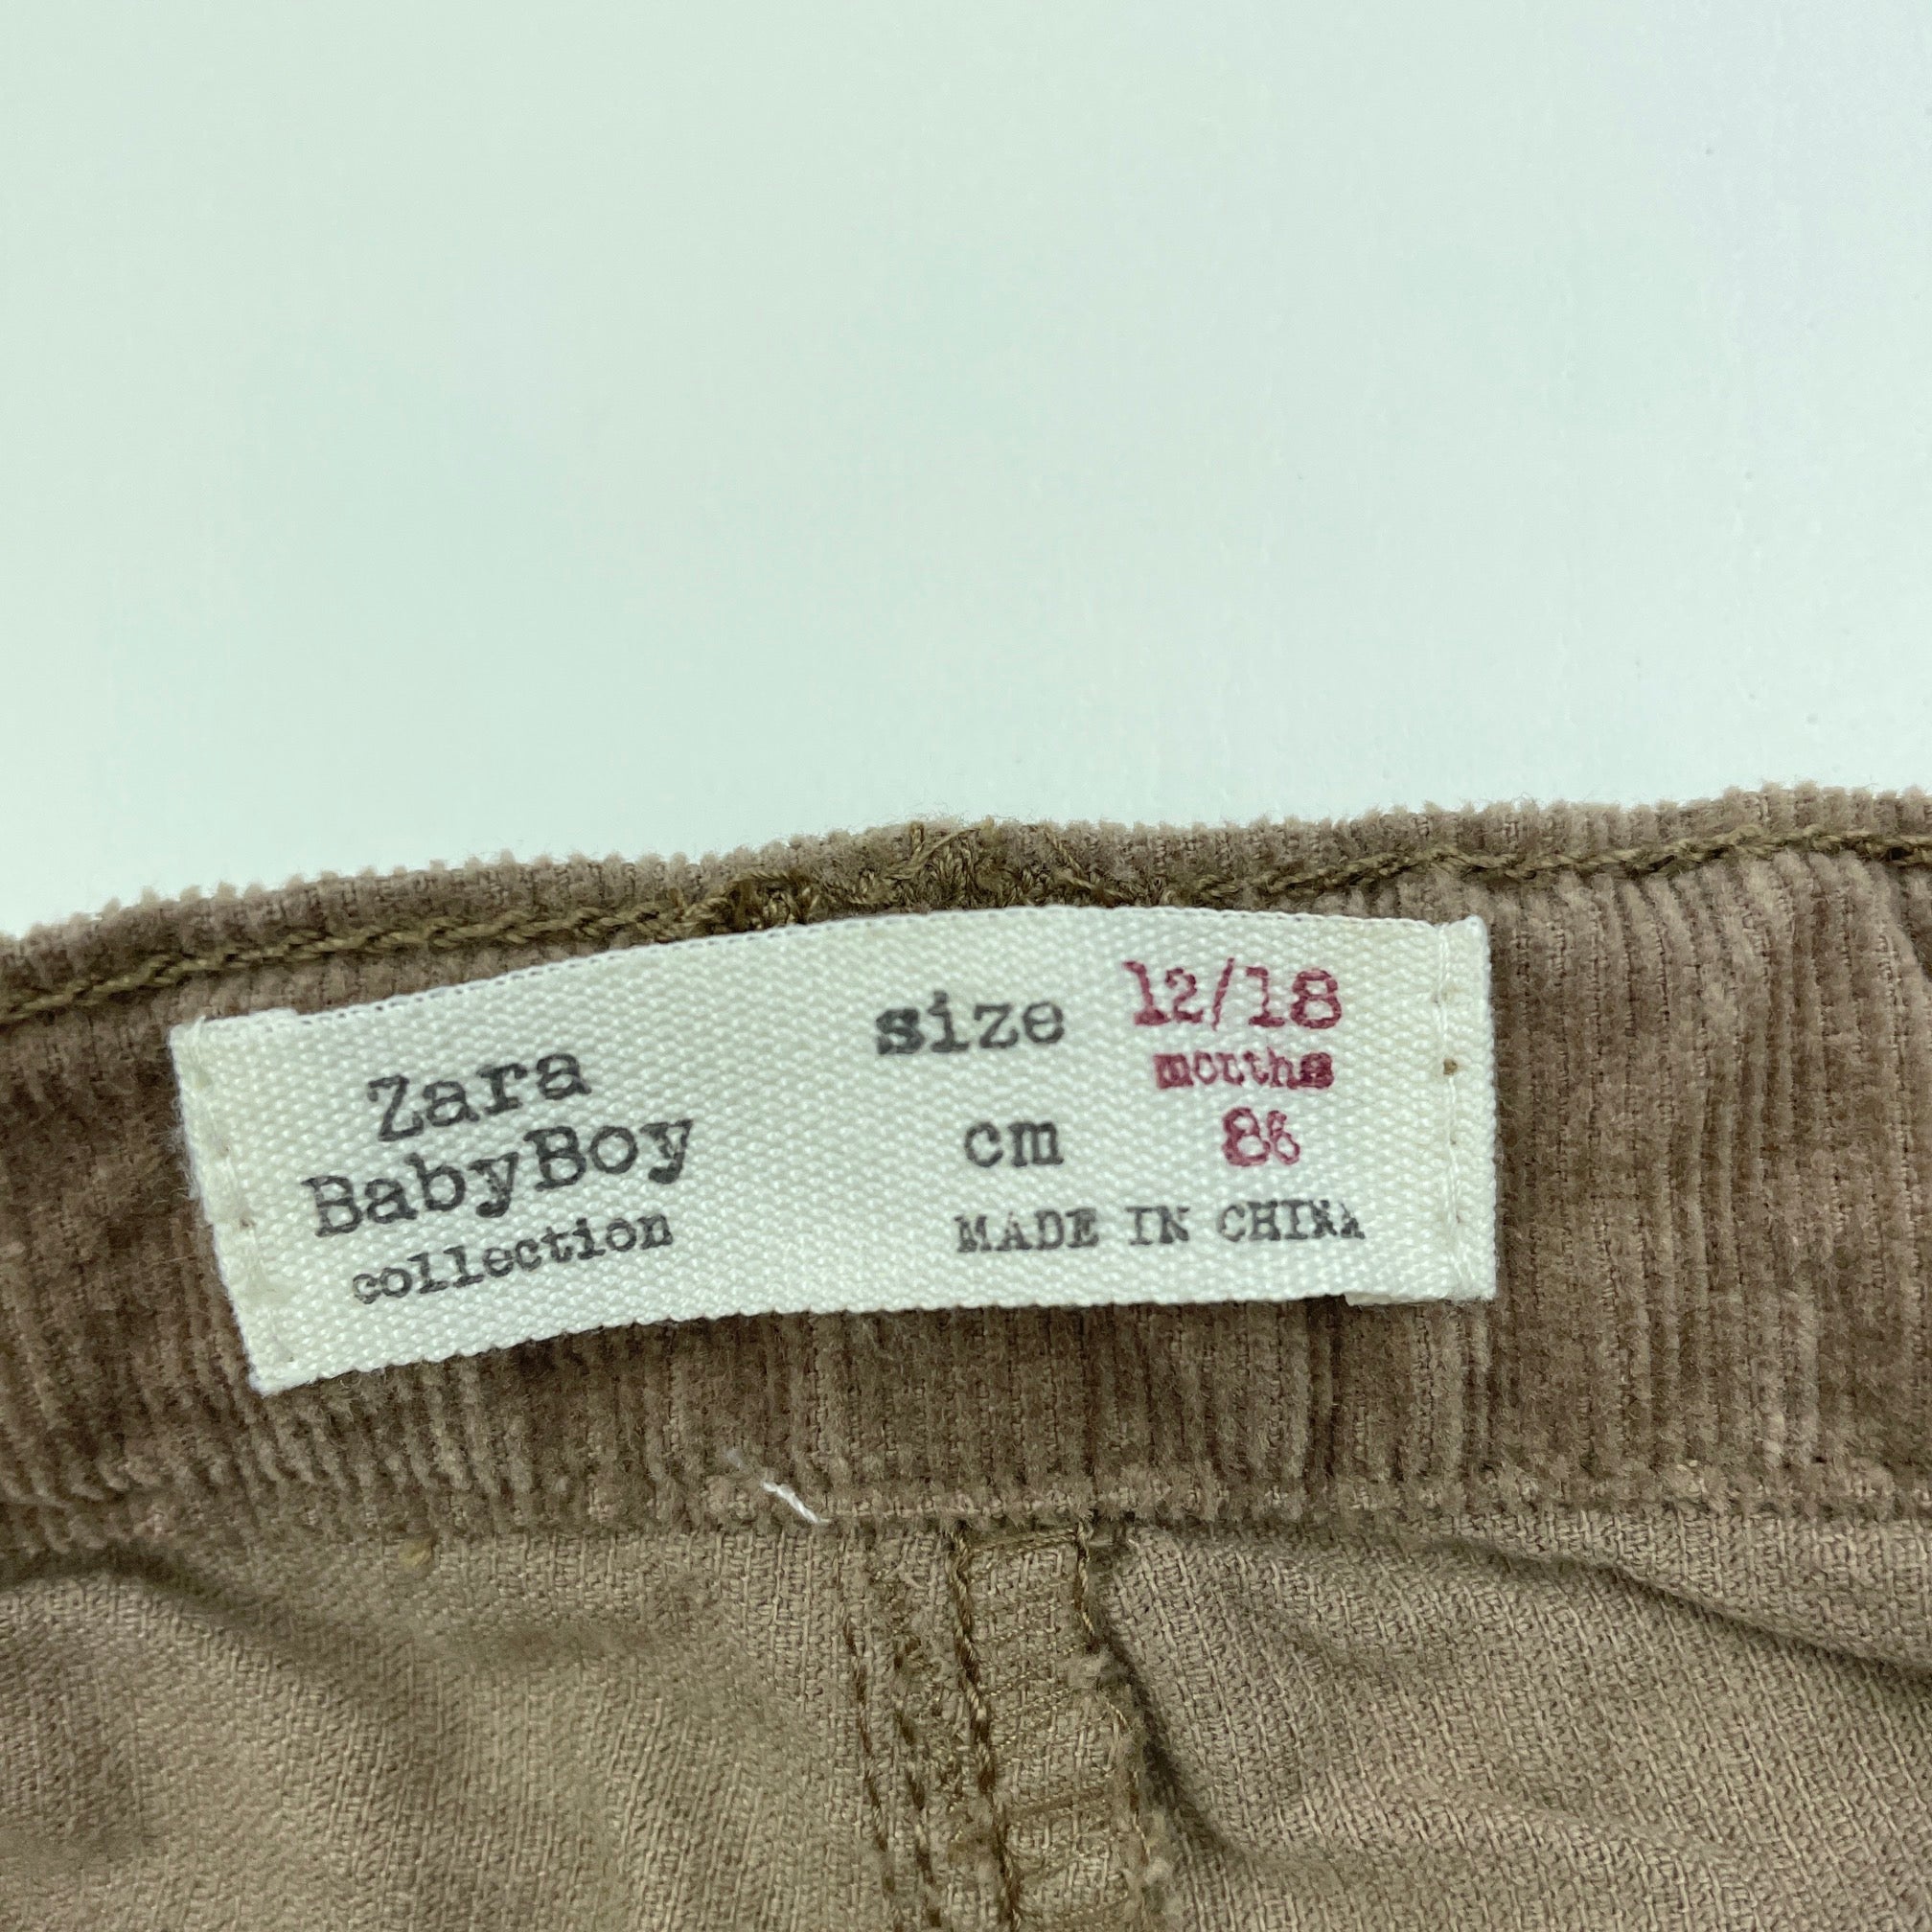 Zara
BabyBoy
collection
size 12/18
months
cm 86
MADE IN CHINA